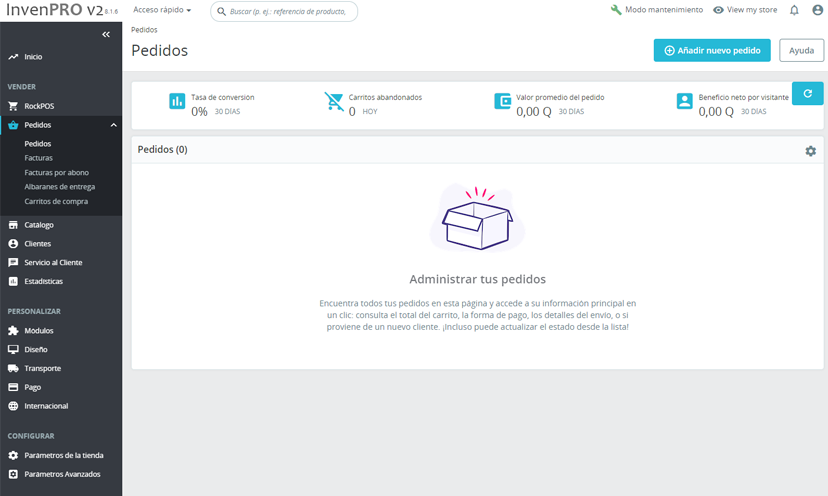 InvenPRO v2 8.1.6
Acceso rápido
Buscar (p. ej.: referencia de producto,
Modo mantenimiento
View my store
Pedidos
Pedidos
Añadir nuevo pedido
Ayuda
Inicio
VENDER
RockPOS
Pedidos
Pedidos
Facturas
Facturas por abono
Albaranes de entrega
Carritos de compra
Catálogo
Clientes
Servicio al Cliente
Estadísticas
PERSONALIZAR
Módulos
Diseño
Transporte
Pago
Internacional
CONFIGURAR
Parámetros de la tienda
Parámetros Avanzados
Tasa de conversión
0% 30 DÍAS
Carritos abandonados
0 HOY
Valor promedio del pedido
0,00 Q 30 DÍAS
Beneficio neto por visitante
0,00 Q 30 DÍAS
Pedidos (0)
Administrar tus pedidos
Encuentra todos tus pedidos en esta página y accede a su información principal en
un clic: consulta el total del carrito, la forma de pago, los detalles del envío, o si
proviene de un nuevo cliente. ¡Incluso puede actualizar el estado desde la lista!